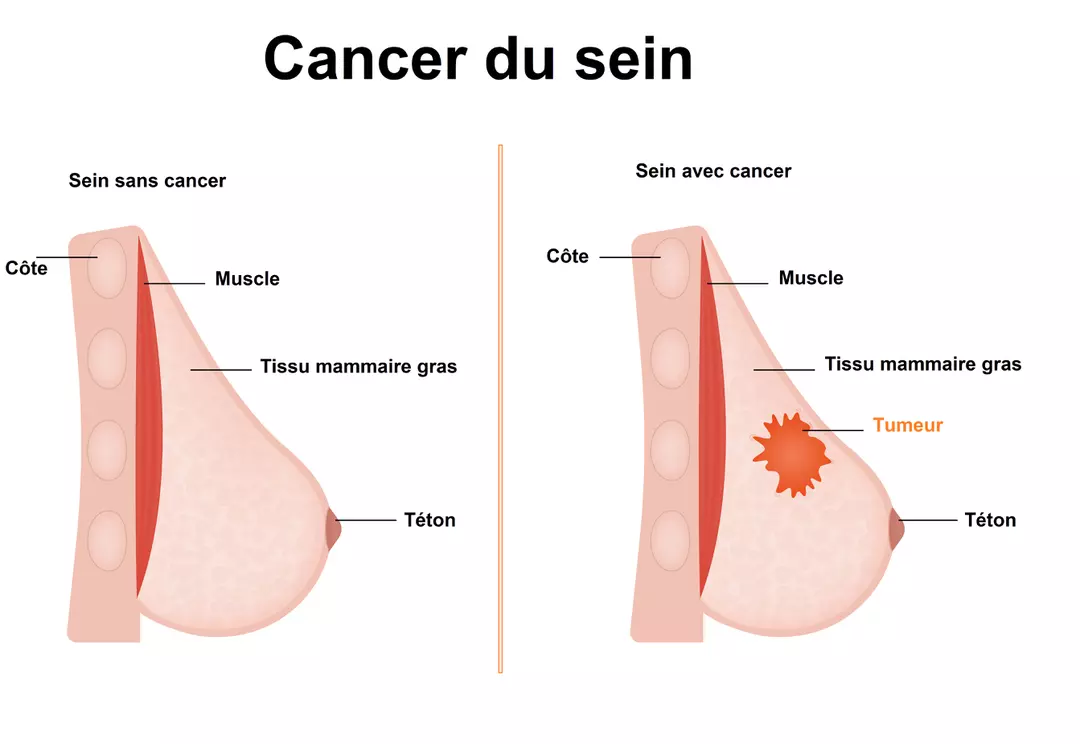 Cancer du sein
Sein sans cancer
Côte
Muscle
Tissu mammaire gras
Téton
Sein avec cancer
Côte
Muscle
Tissu mammaire gras
Tumeur
Téton